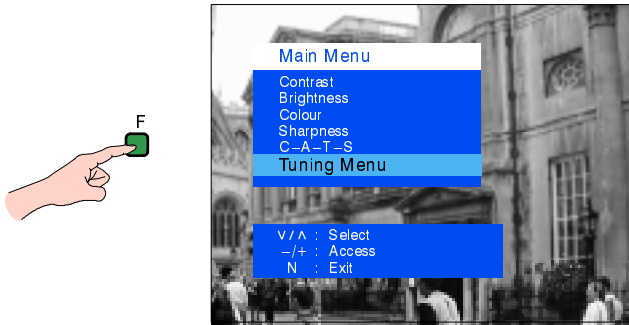 F
Main Menu
Contrast
Brightness
Colour
Sharpness
C–A–T–S
Tuning Menu
∨/∧ : Select
–/+ : Access
N : Exit